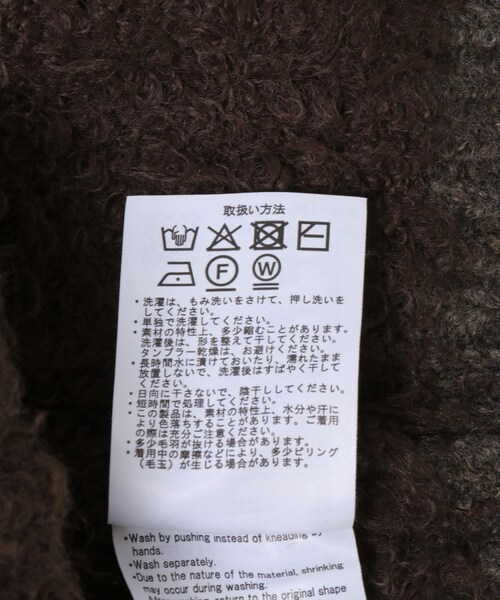 取扱い方法
F W
・洗濯は、もみ洗いをさけて、押し洗いを
してください。
・単独で洗濯してください。
・素材の特性上、多少縮むことがあります。
洗濯後は、形を整えて干してください。
タンブラー乾燥は、お避けください。
・長時間水に漬けておいたり、濡れたまま
放置しないで、洗濯後はすばやく干して
ください。
・日向に干さないで、陰干ししてください。
・短時間で処理してください。
・この製品は、素材の特性上、水分や汗に
より色落ちすることがあります。ご着用
の際は充分ご注意ください。
・多少毛羽が抜ける場合があります。
・着用中の摩擦などにより、多少ピリング
(毛玉)が生じる場合があります。
・Wash by pushing instead of kneading by
hands.
・Wash separately.
・Due to the nature of the material, shrinking
may occur during washing.
After washing, return to the original shape